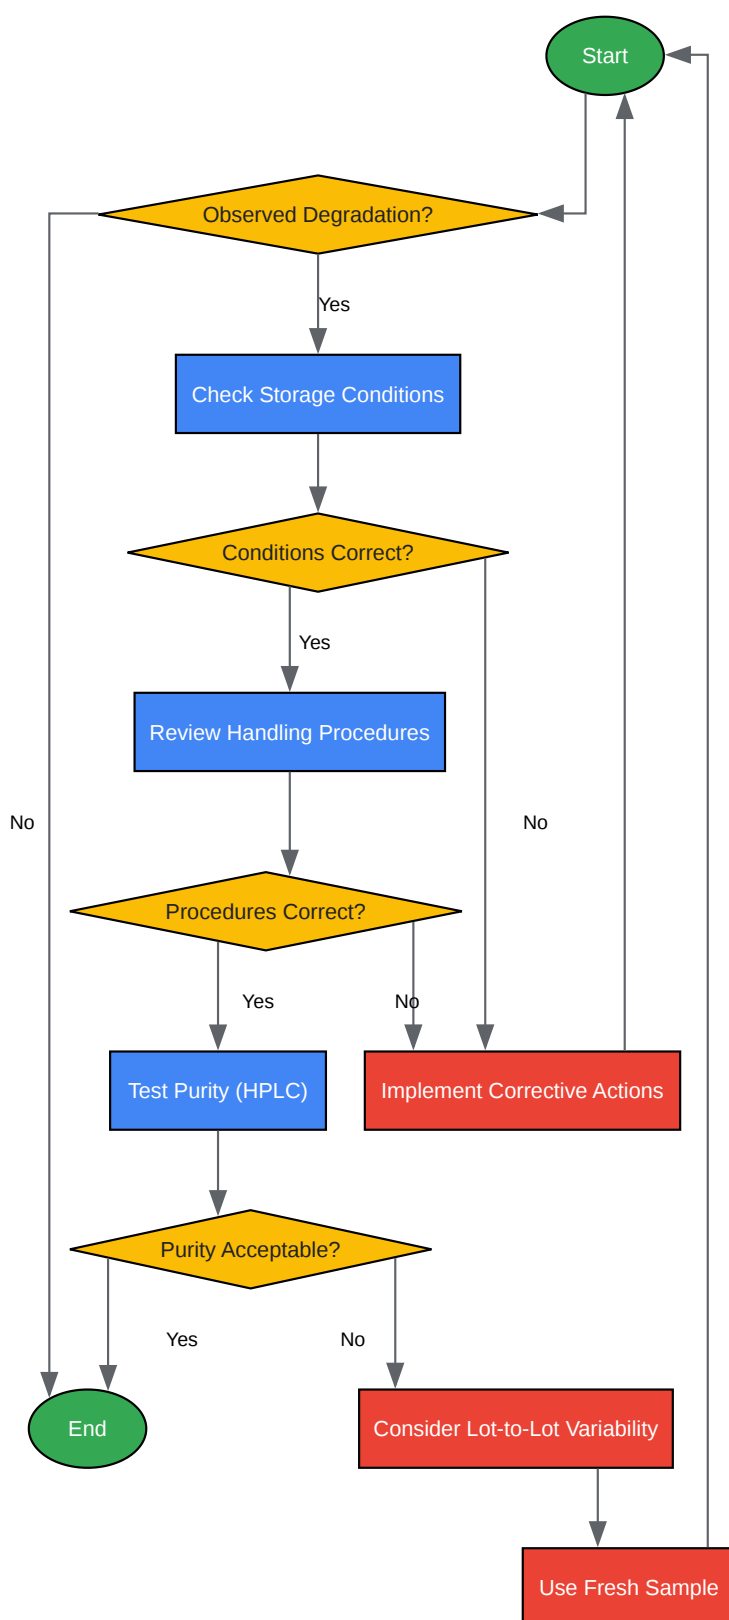 Start
Observed Degradation?
Yes
Check Storage Conditions
Conditions Correct?
Yes
Review Handling Procedures
No
No
Procedures Correct?
Yes
No
Test Purity (HPLC)
Implement Corrective Actions
Purity Acceptable?
Yes
No
End
Consider Lot-to-Lot Variability
Use Fresh Sample